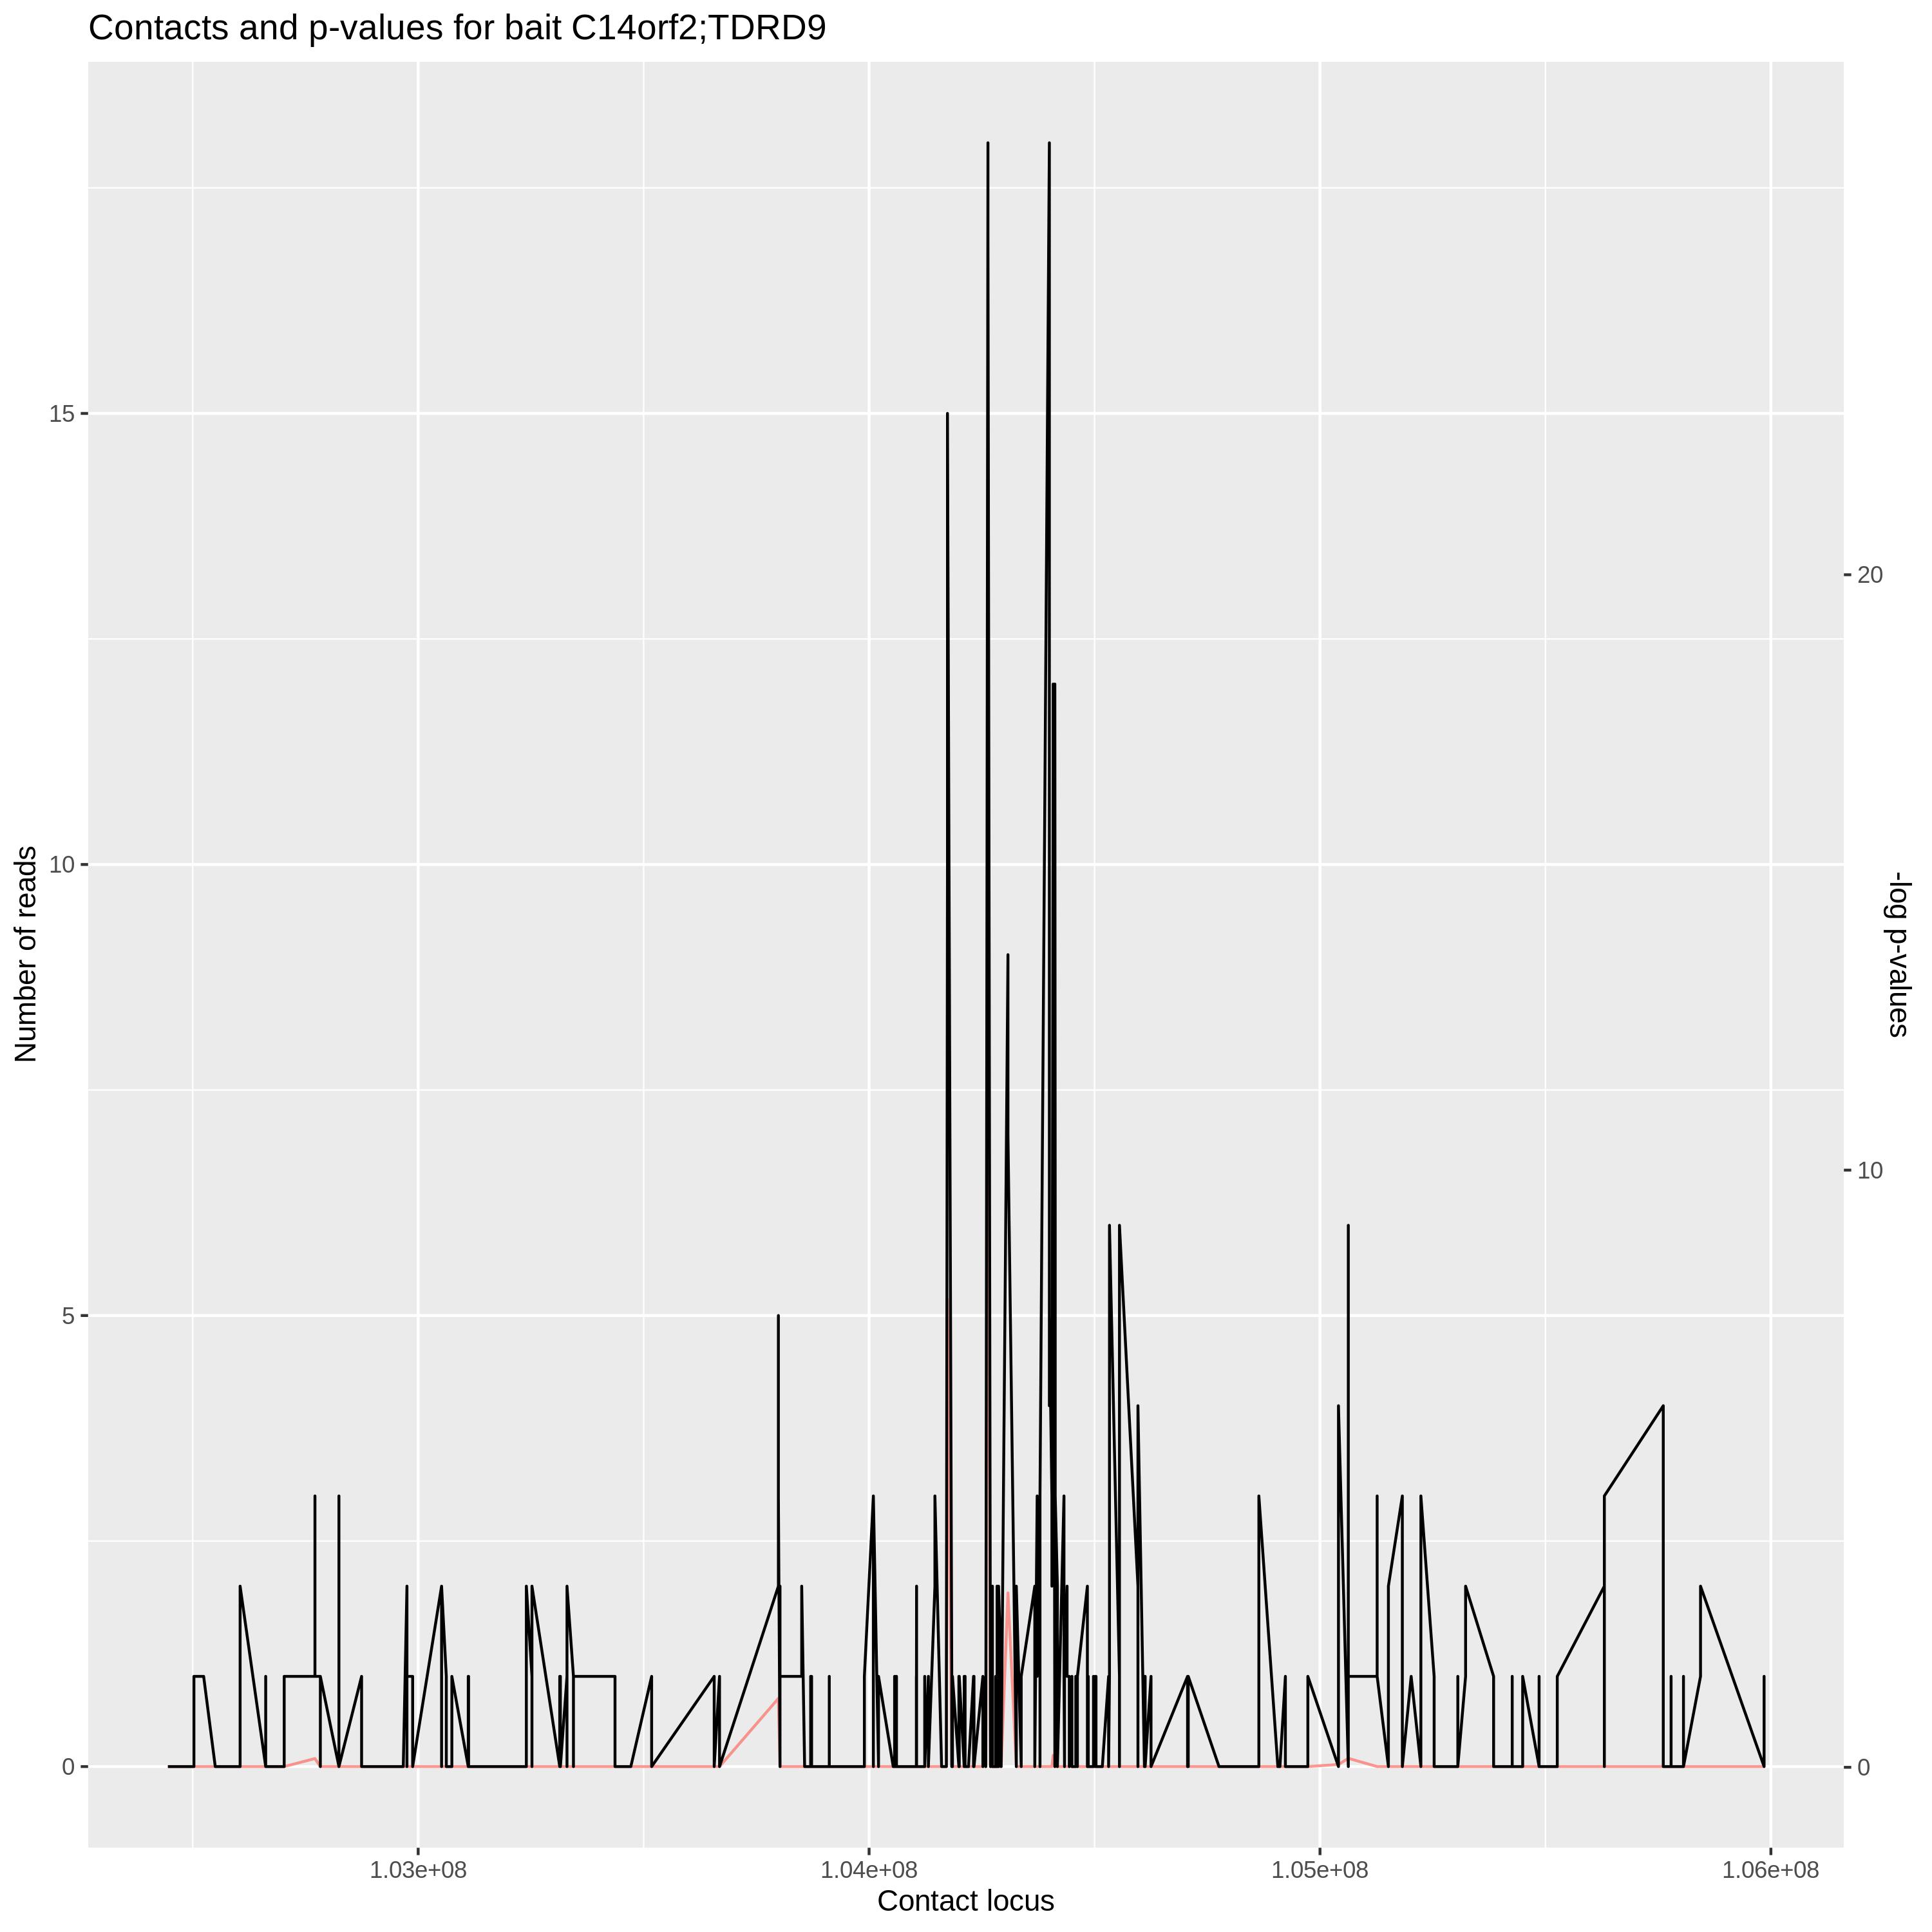 Contacts and p-values for bait C14orf2;TDRD9
15
10
5
0
Number of reads
20
10
0
-log p-values
1.03e+08
1.04e+08
1.05e+08
1.06e+08
Contact locus